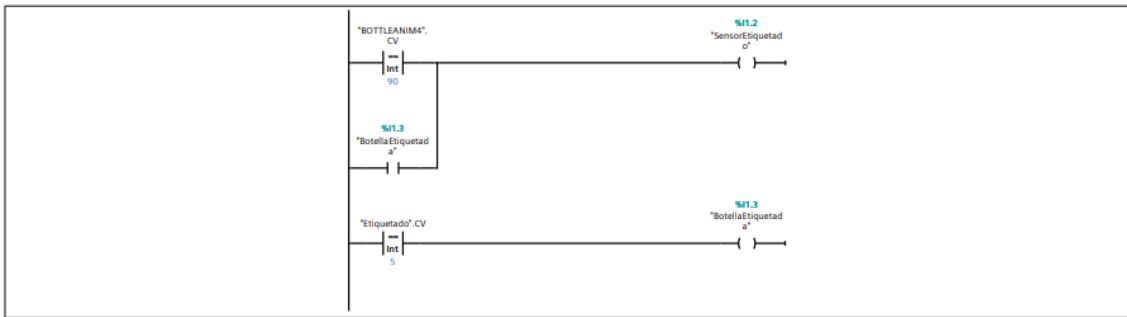 "BOTTLEANIM4".
CV
==
Int
90
%I1.2
"SensorEtiquetad
o"
%I1.3
"BotellaEtiquetad
a"
"Etiquetado".CV
==
Int
5
%I1.3
"BotellaEtiquetad
a"